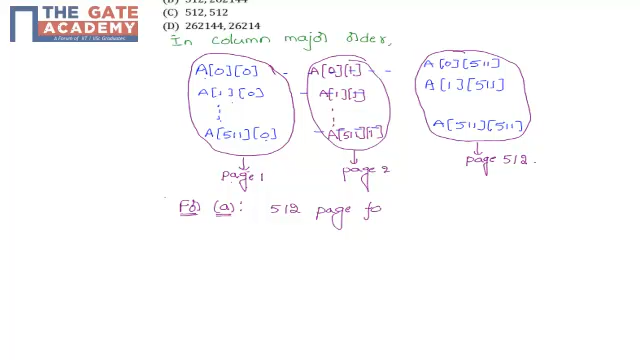 (B) 512, 262144
THE GATE
ACADEMY
A Forum of IIT / IISc Graduates
(C) 512, 512
(D) 262144, 26214
In column major order,
A[0][0] - A[0][1] - - A[0][511]
A[1][0] - A[1][1] A[1][511]
A[511][0] - A[511][1] A[511][511]
page 1 page 2 page 512.
For (a): 512 page fo